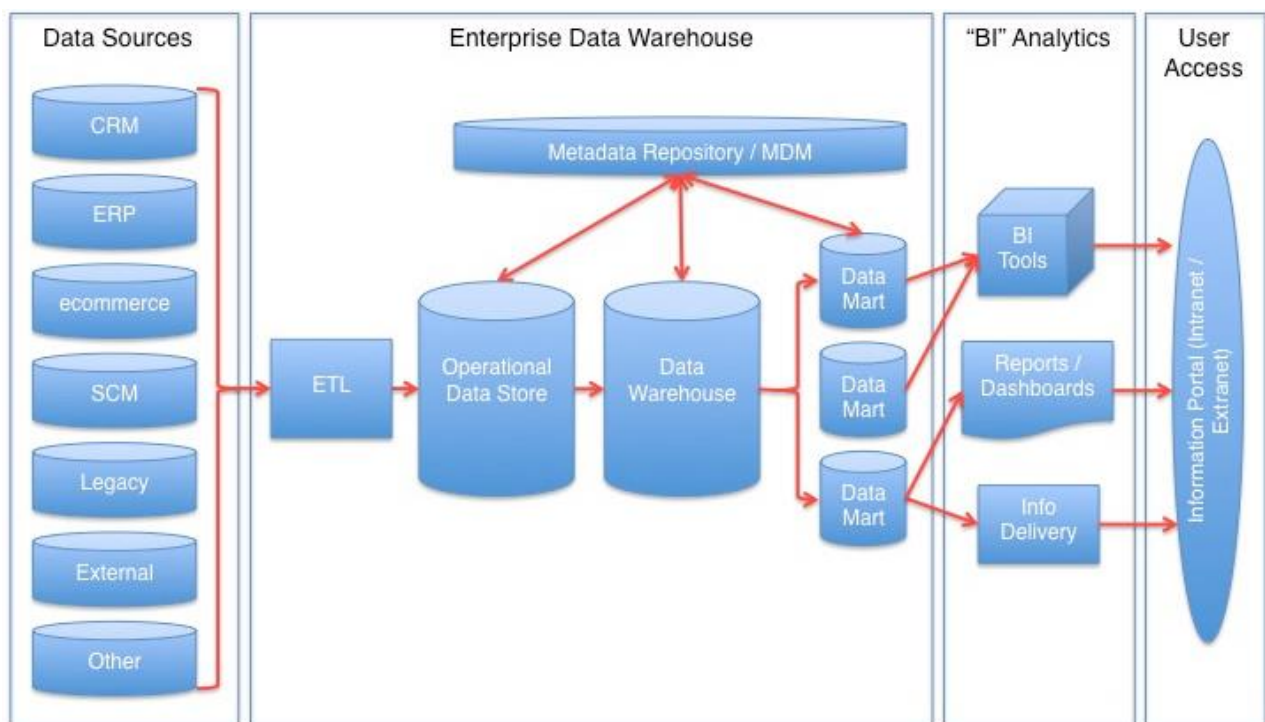 Data Sources
CRM
ERP
ecommerce
SCM
Legacy
External
Other
Enterprise Data Warehouse
Metadata Repository / MDM
ETL
Operational
Data Store
Data
Warehouse
Data
Mart
Data
Mart
Data
Mart
“BI” Analytics
BI
Tools
Reports /
Dashboards
Info
Delivery
User
Access
Information Portal (Intranet /
Extranet)